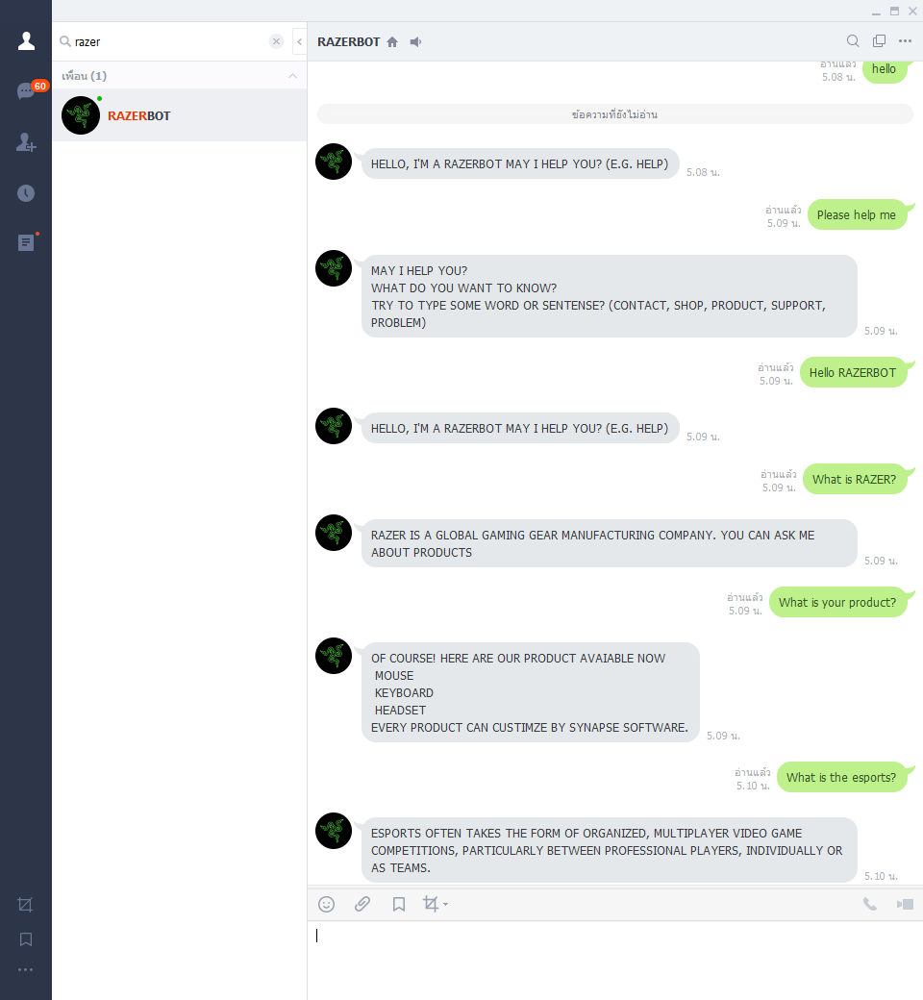 razer
60
เพื่อน (1)
RAZERBOT
RAZERBOT
อ่านแล้ว
5.08 น.
hello
ข้อความที่ยังไม่อ่าน
HELLO, I'M A RAZERBOT MAY I HELP YOU? (E.G. HELP)
5.08 น.
อ่านแล้ว
5.09 น.
Please help me
MAY I HELP YOU?
WHAT DO YOU WANT TO KNOW?
TRY TO TYPE SOME WORD OR SENTENSE? (CONTACT, SHOP, PRODUCT, SUPPORT,
PROBLEM)
5.09 น.
อ่านแล้ว
5.09 น.
Hello RAZERBOT
HELLO, I'M A RAZERBOT MAY I HELP YOU? (E.G. HELP)
5.09 น.
อ่านแล้ว
5.09 น.
What is RAZER?
RAZER IS A GLOBAL GAMING GEAR MANUFACTURING COMPANY. YOU CAN ASK ME
ABOUT PRODUCTS
5.09 น.
อ่านแล้ว
5.09 น.
What is your product?
OF COURSE! HERE ARE OUR PRODUCT AVAIABLE NOW
MOUSE
KEYBOARD
HEADSET
EVERY PRODUCT CAN CUSTIMZE BY SYNAPSE SOFTWARE.
5.09 น.
อ่านแล้ว
5.10 น.
What is the esports?
ESPORTS OFTEN TAKES THE FORM OF ORGANIZED, MULTIPLAYER VIDEO GAME
COMPETITIONS, PARTICULARLY BETWEEN PROFESSIONAL PLAYERS, INDIVIDUALLY OR
AS TEAMS.
5.10 น.